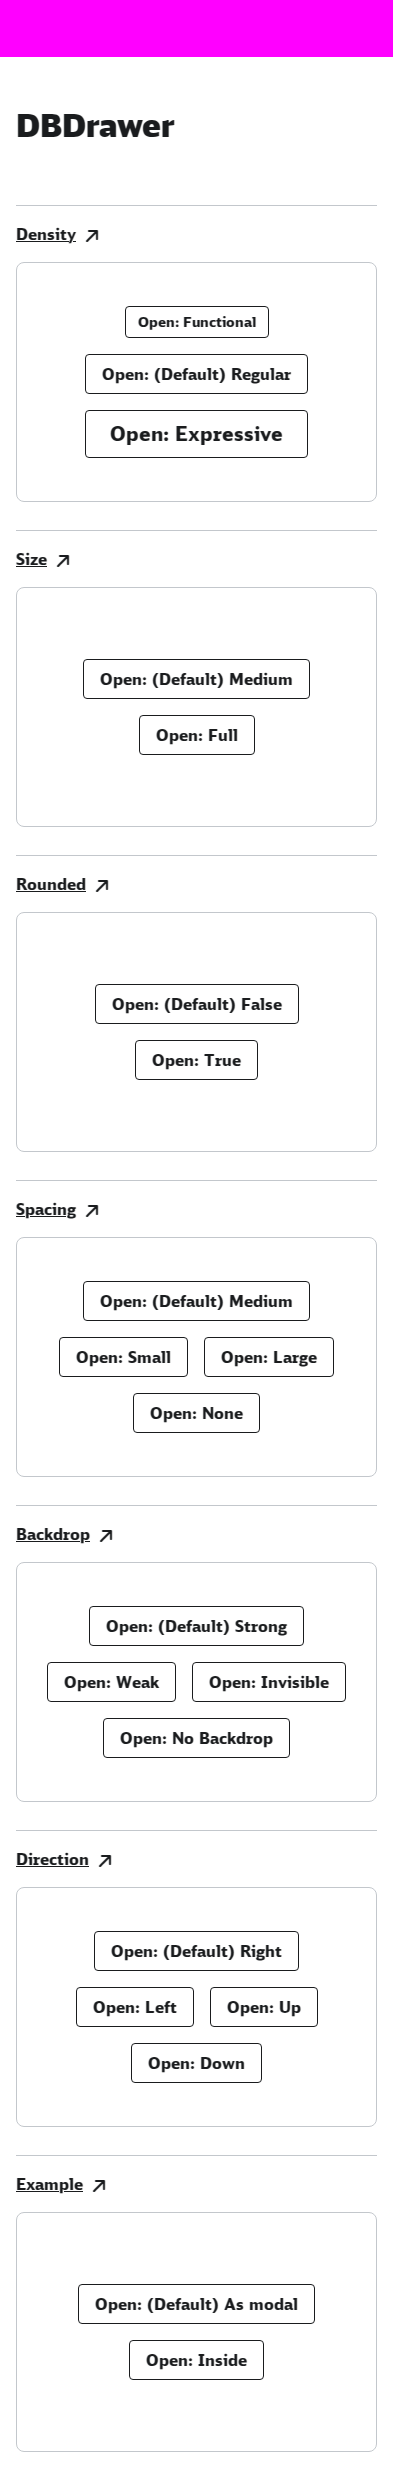 DBDrawer
Density
Open: Functional
Open: (Default) Regular
Open: Expressive
Size
Open: (Default) Medium
Open: Full
Rounded
Open: (Default) False
Open: True
Spacing
Open: (Default) Medium
Open: Small Open: Large
Open: None
Backdrop
Open: (Default) Strong
Open: Weak Open: Invisible
Open: No Backdrop
Direction
Open: (Default) Right
Open: Left Open: Up
Open: Down
Example
Open: (Default) As modal
Open: Inside